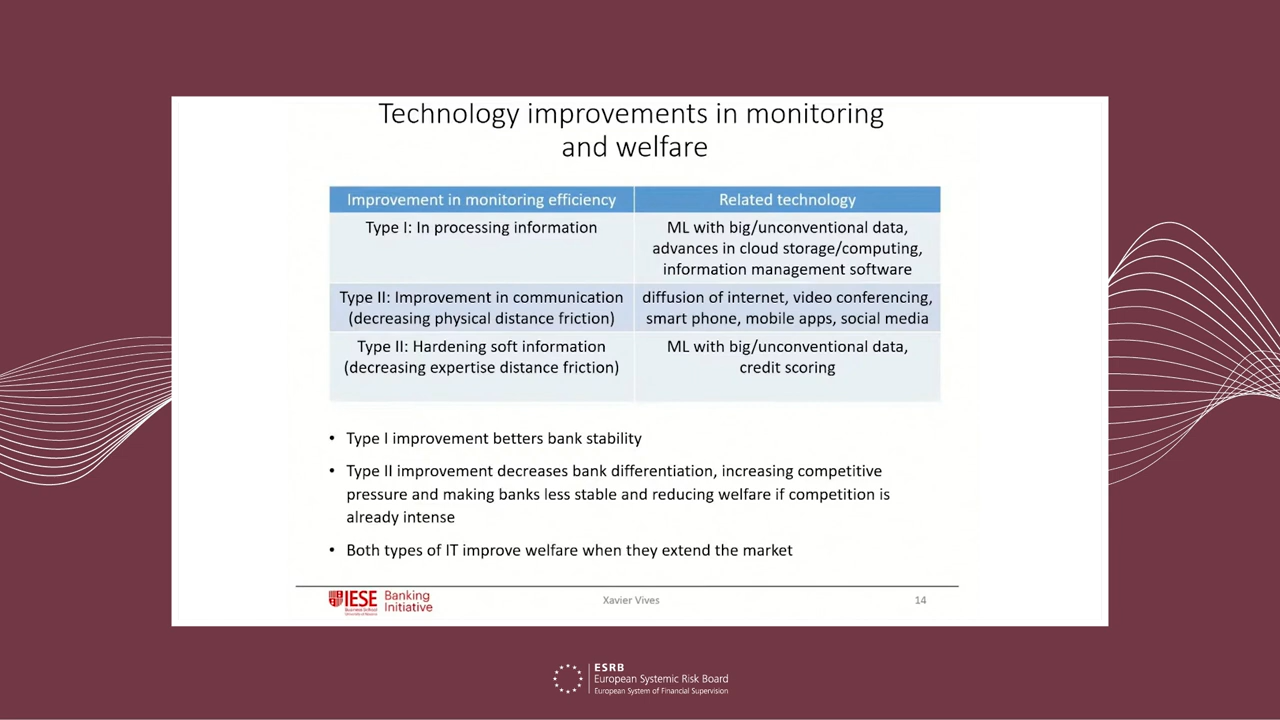 Technology improvements in monitoring
and welfare
Improvement in monitoring efficiency
Related technology
Type I: In processing information
ML with big/unconventional data,
advances in cloud storage/computing,
information management software
Type II: Improvement in communication
(decreasing physical distance friction)
diffusion of internet, video conferencing,
smart phone, mobile apps, social media
Type II: Hardening soft information
(decreasing expertise distance friction)
ML with big/unconventional data,
credit scoring
• Type I improvement betters bank stability
• Type II improvement decreases bank differentiation, increasing competitive
pressure and making banks less stable and reducing welfare if competition is
already intense
• Both types of IT improve welfare when they extend the market
IESE
Business School
Banking
Initiative
Xavier Vives
14
ESRB
European Systemic Risk Board
European System of Financial Supervision